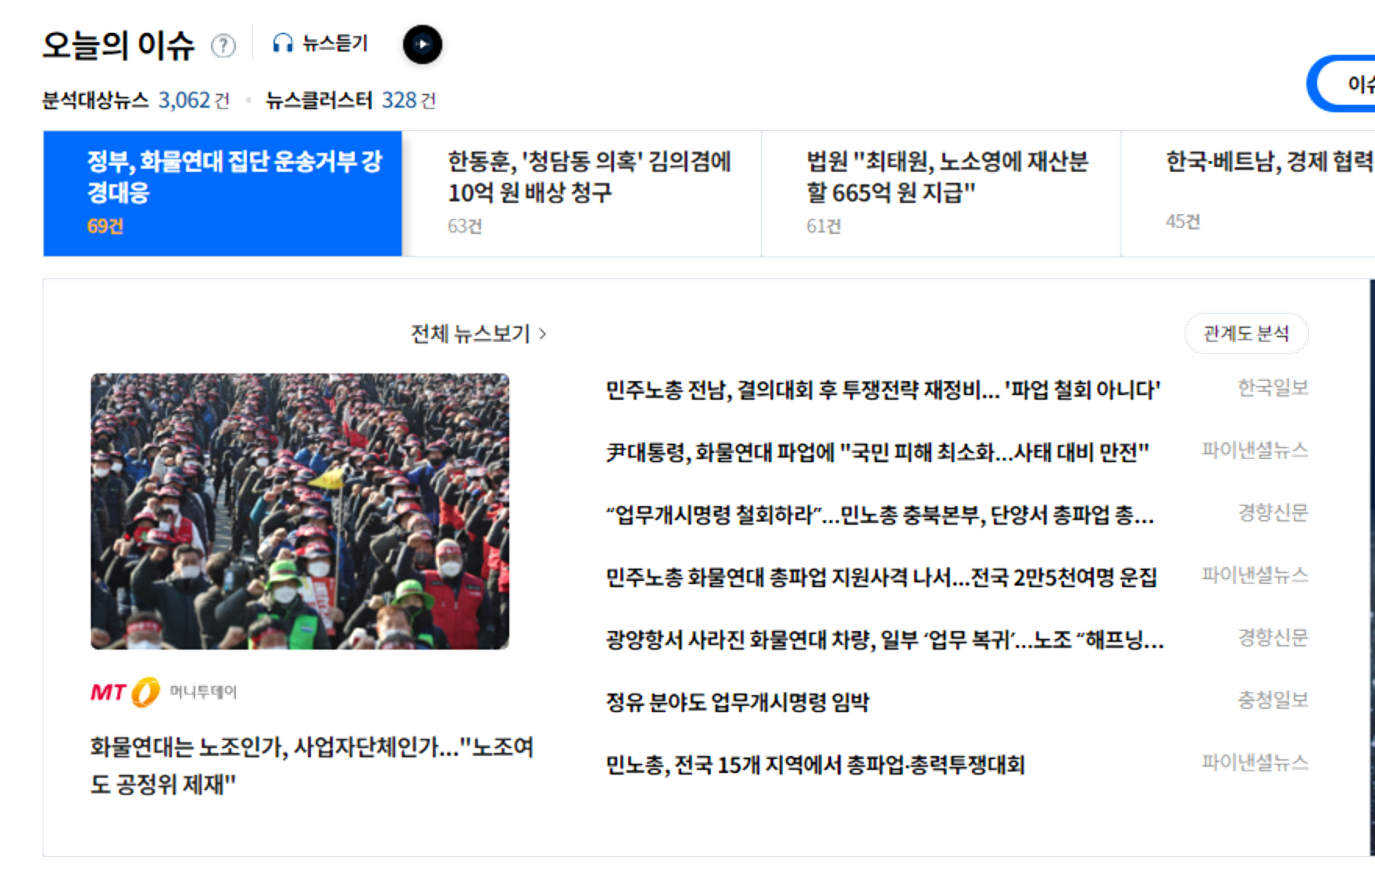 오늘의 이슈 ? 뉴스듣기
분석대상뉴스 3,062건 • 뉴스클러스터 328건
이슈
정부, 화물연대 집단 운송거부 강
경대응
69건
한동훈, '청담동 의혹' 김의겸에
10억 원 배상 청구
63건
법원 "최태원, 노소영에 재산분
할 665억 원 지급"
61건
한국·베트남, 경제 협력
45건
전체 뉴스보기 >
관계도 분석
MT 머니투데이
화물연대는 노조인가, 사업자단체인가..."노조여
도 공정위 제재"
민주노총 전남, 결의대회 후 투쟁전략 재정비... '파업 철회 아니다' 한국일보
尹대통령, 화물연대 파업에 "국민 피해 최소화...사태 대비 만전" 파이낸셜뉴스
“업무개시명령 철회하라”...민노총 충북본부, 단양서 총파업 총... 경향신문
민주노총 화물연대 총파업 지원사격 나서...전국 2만5천여명 운집 파이낸셜뉴스
광양항서 사라진 화물연대 차량, 일부 ‘업무 복귀’...노조 “해프닝... 경향신문
정유 분야도 업무개시명령 임박 충청일보
민노총, 전국 15개 지역에서 총파업·총력투쟁대회 파이낸셜뉴스